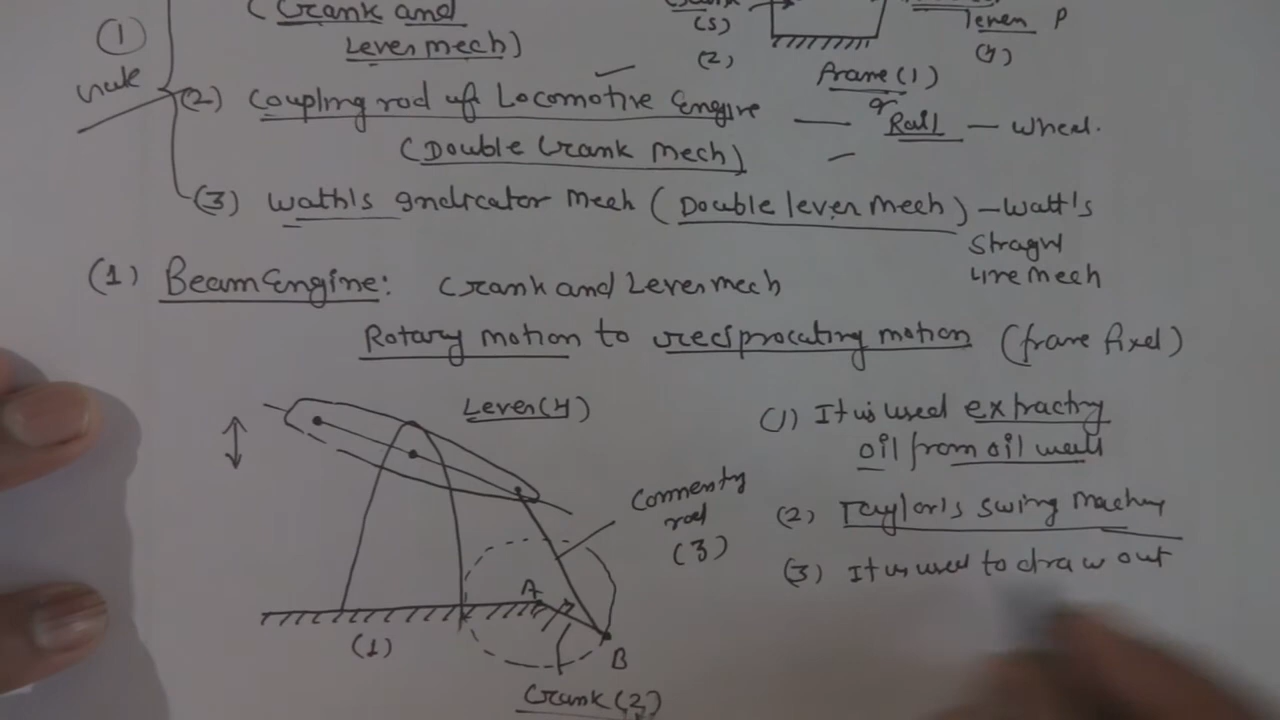 (Crank and
Lever mech)
(5)
(2)
lever P
(4)
Frame (1)
or
Rail — wheel.
(1)
(2) Coupling rod of Locomotive Engine —
(Double Crank Mech)
(3) Watt's Indicator Mech (Double lever Mech) - Watt's
Straght
line mech
(1) Beam Engine: Crank and Lever mech
Rotary motion to reciprocating motion (frame fixed)
Lever (4)
(1) It is used extracting
oil from oil well
Connecting
rod
(3)
(2) Taylor's swing machiney
(3) It is used to draw out
A
(1)
B
Crank (2)